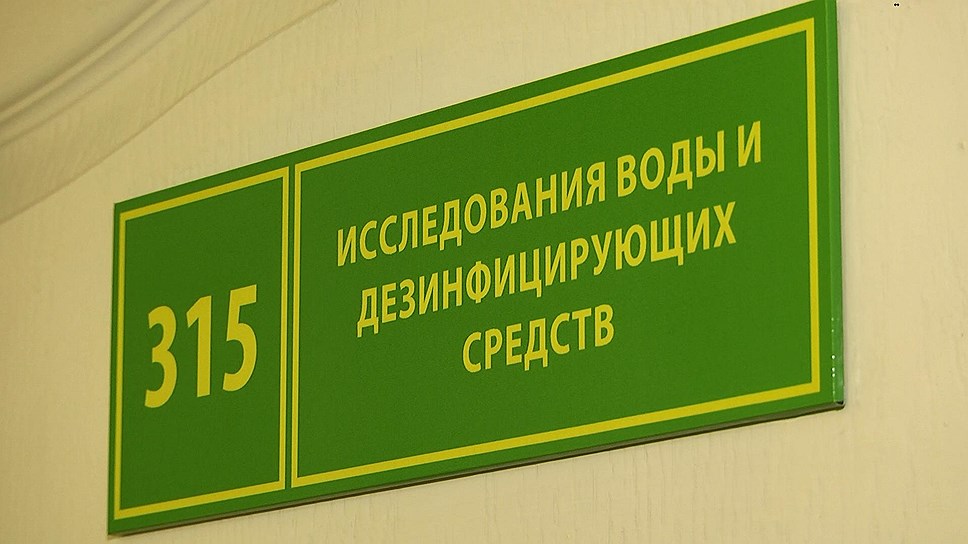 315
ИССЛЕДОВАНИЯ ВОДЫ И
ДЕЗИНФИЦИРУЮЩИХ
СРЕДСТВ